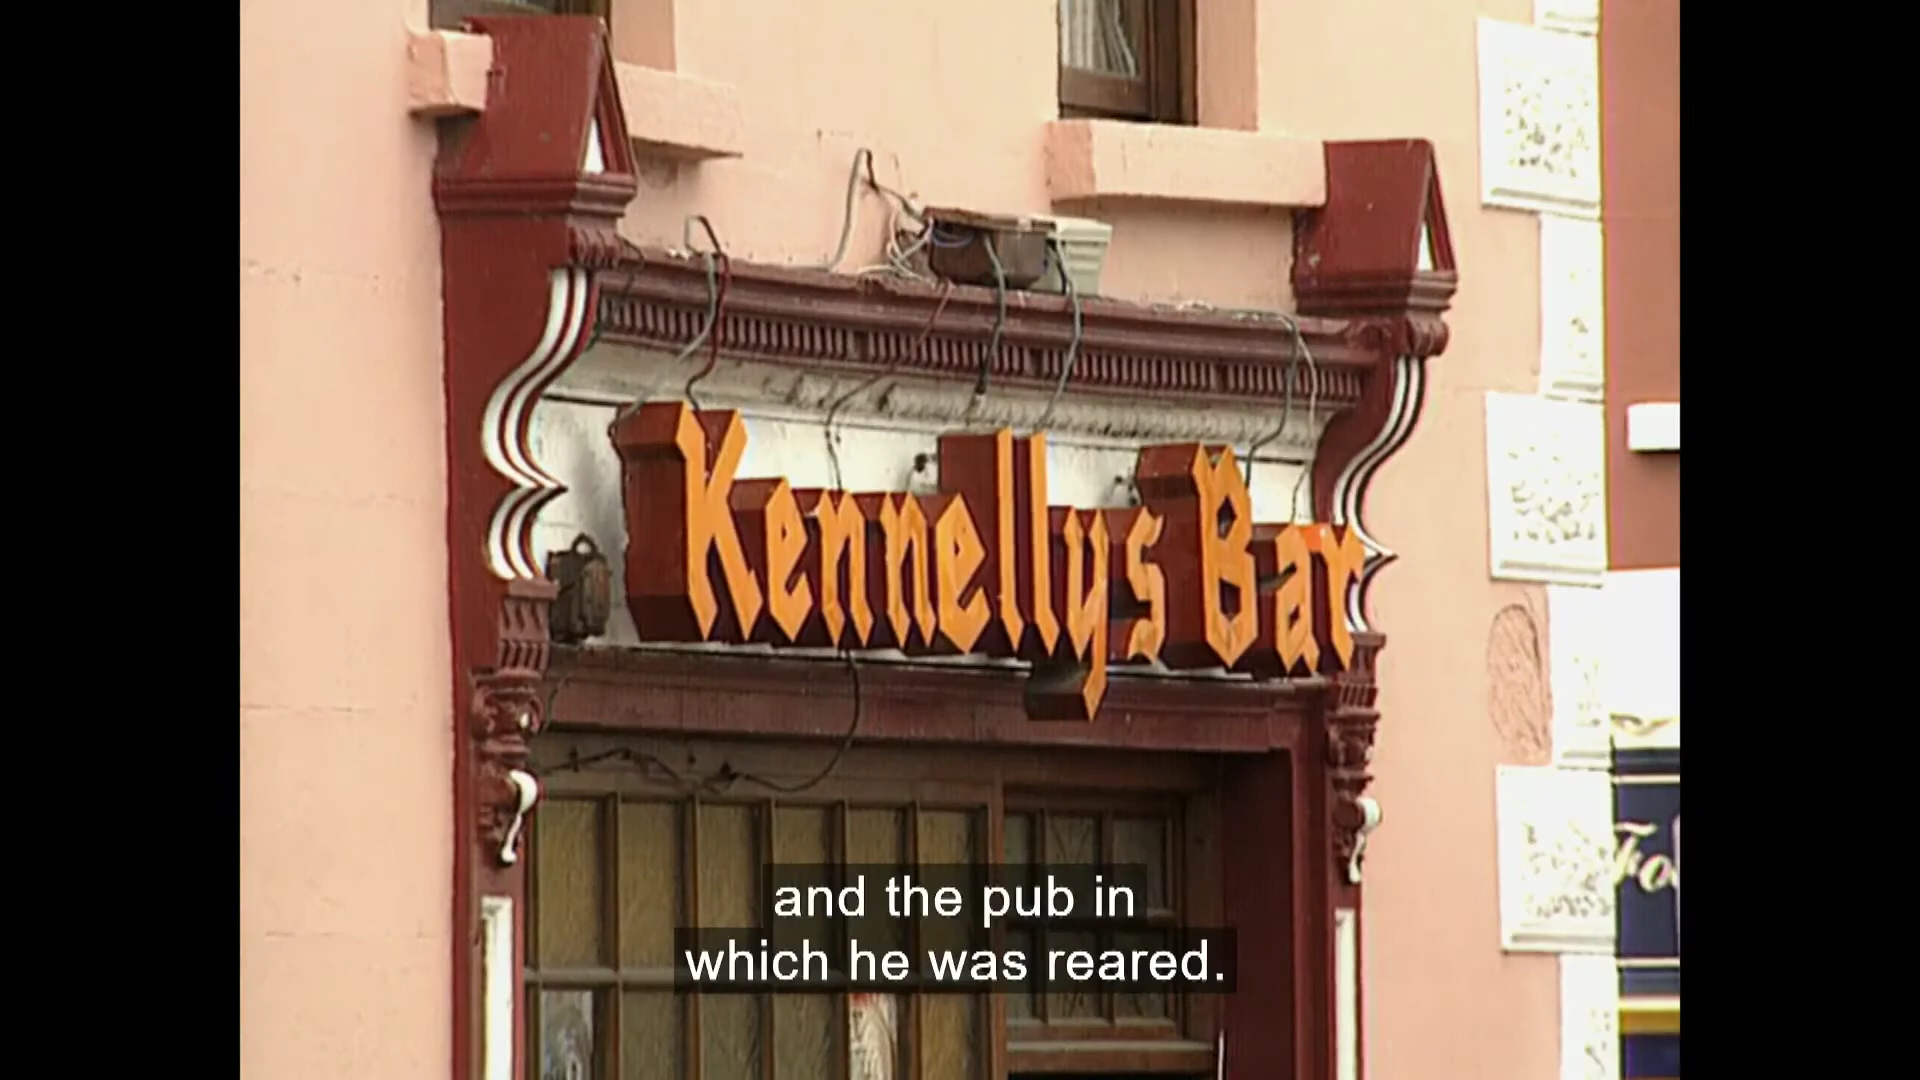 Kennellys Bar
and the pub in
which he was reared.